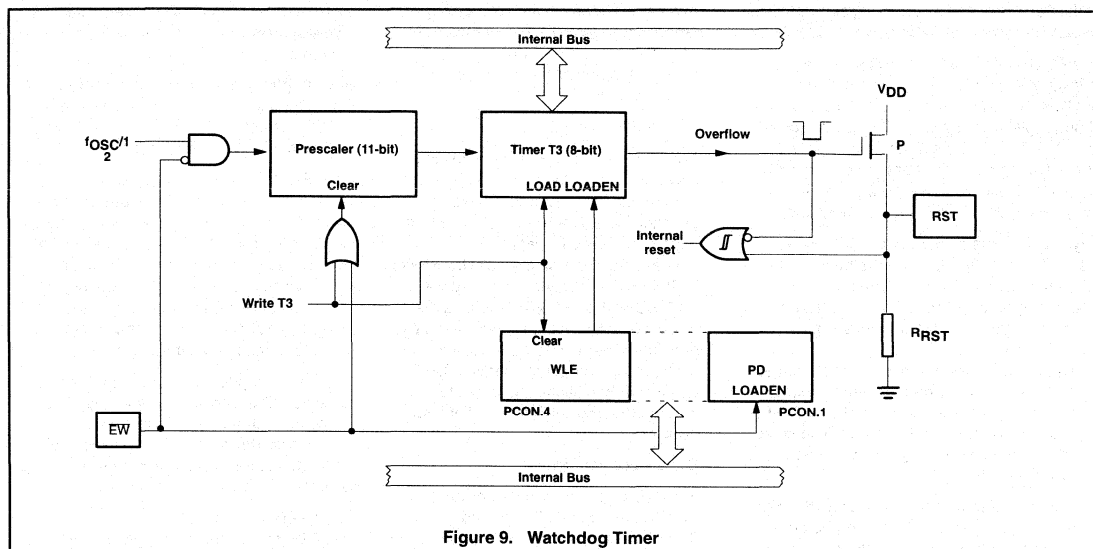 Internal Bus
VDD
fOSC/1
2
Prescaler (11-bit)
Clear
Timer T3 (8-bit)
LOAD LOADEN
Overflow
P
RST
Internal
reset
Write T3
RRST
Clear
WLE
PCON.4
PD
LOADEN
PCON.1
EW
Internal Bus
Figure 9. Watchdog Timer